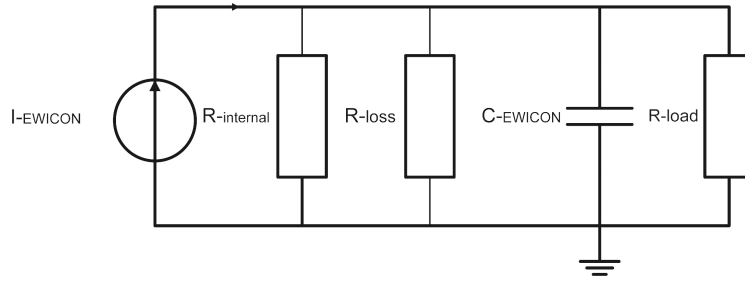 I-EWICON
R-internal
R-loss
C-EWICON
R-load